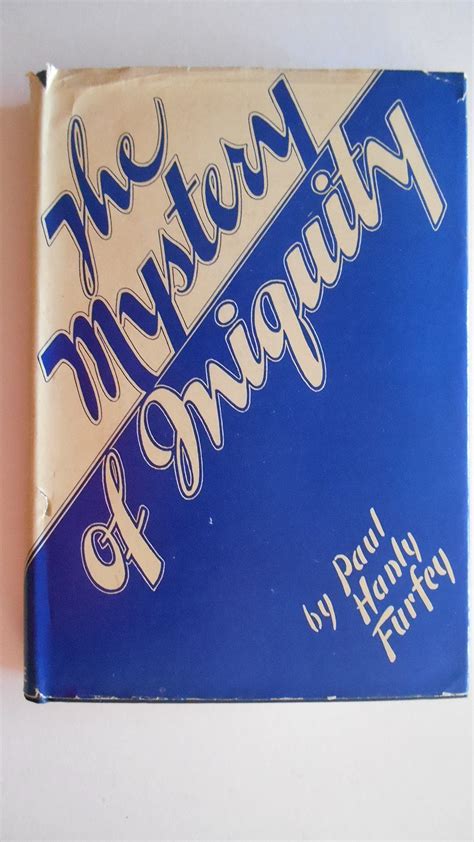 The
Mystery
of Iniquity
by Paul
Hanly
Furfey